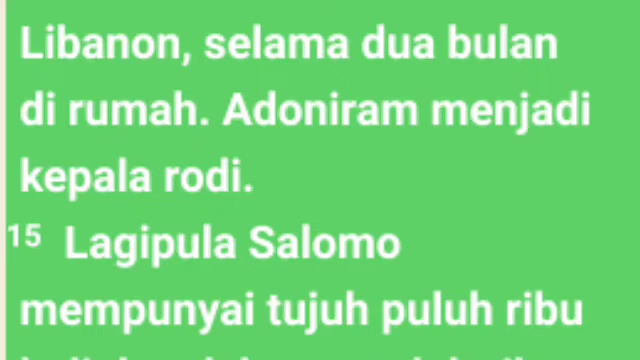 Libanon, selama dua bulan
di rumah. Adoniram menjadi
kepala rodi.
15 Lagipula Salomo
mempunyai tujuh puluh ribu